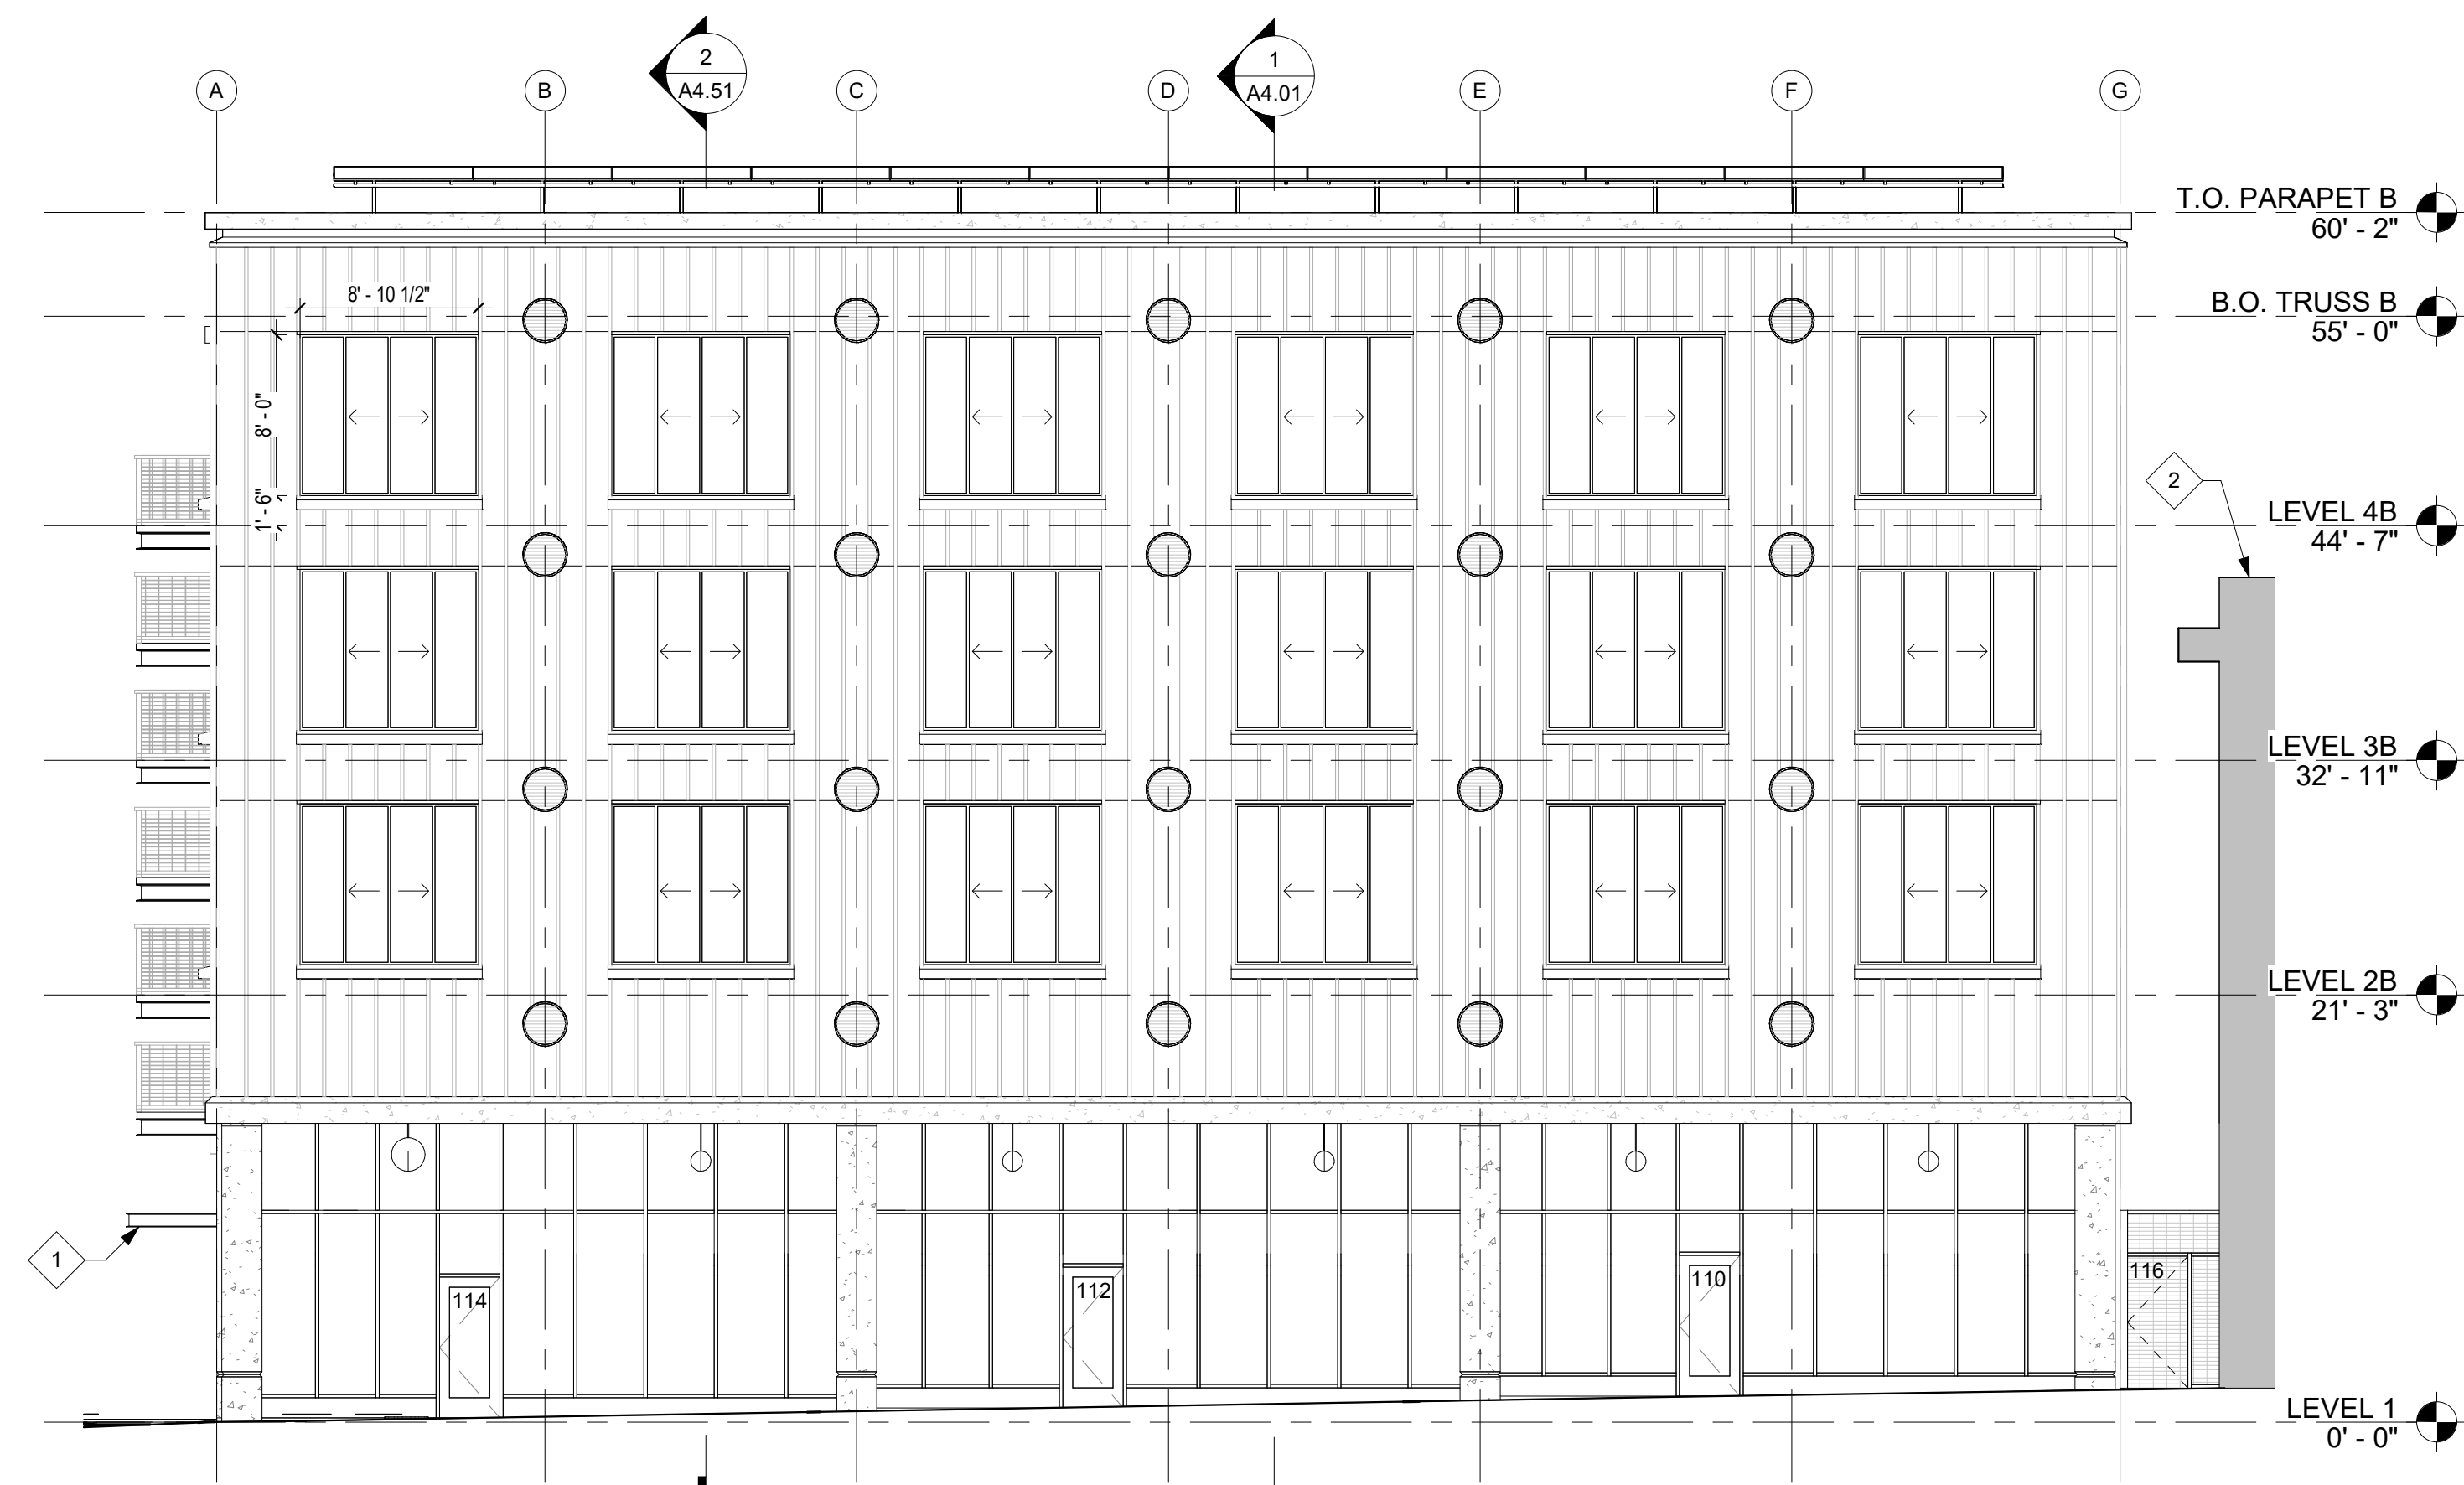 2
A4.51
1
A4.01
A
B
C
D
E
F
G
T.O. PARAPET B
60' - 2"
8' - 10 1/2"
B.O. TRUSS B
55' - 0"
8' - 0"
1' - 6"
2
LEVEL 4B
44' - 7"
LEVEL 3B
32' - 11"
LEVEL 2B
21' - 3"
1
114
112
110
116
LEVEL 1
0' - 0"